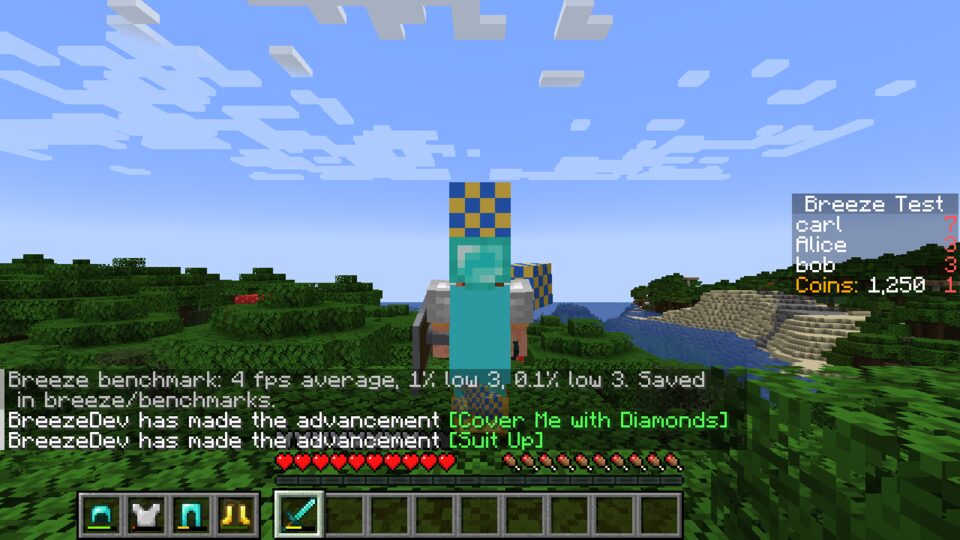 Breeze Test
carl 7
Alice 3
bob 3
Coins: 1,250 1
Breeze benchmark: 4 fps average, 1% low 3, 0.1% low 3. Saved
in breeze/benchmarks.
BreezeDev has made the advancement [Cover Me with Diamonds]
BreezeDev has made the advancement [Suit Up]